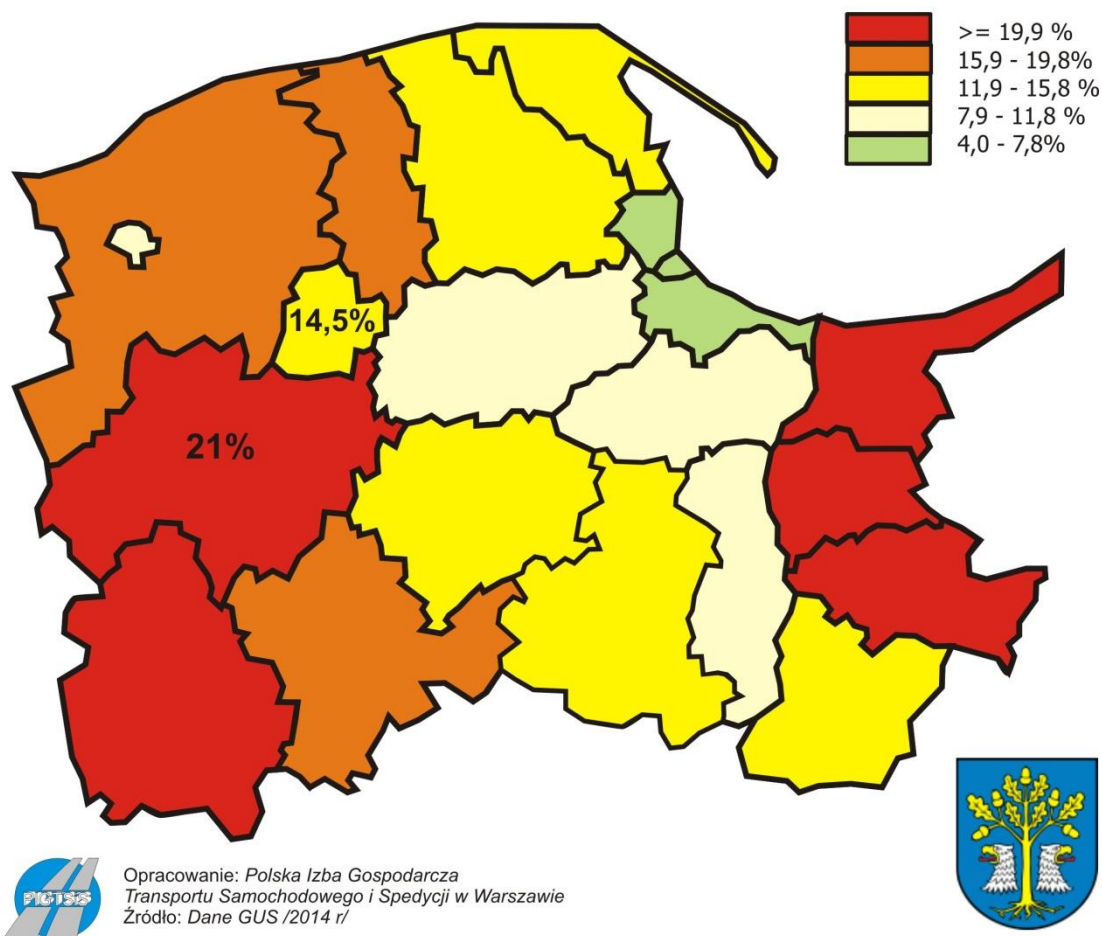 >= 19,9 %
15,9 - 19,8%
11,9 - 15,8 %
7,9 - 11,8 %
4,0 - 7,8%
14,5%
21%
PIGTSiS
Opracowanie: Polska Izba Gospodarcza
Transportu Samochodowego i Spedycji w Warszawie
Źródło: Dane GUS /2014 r/